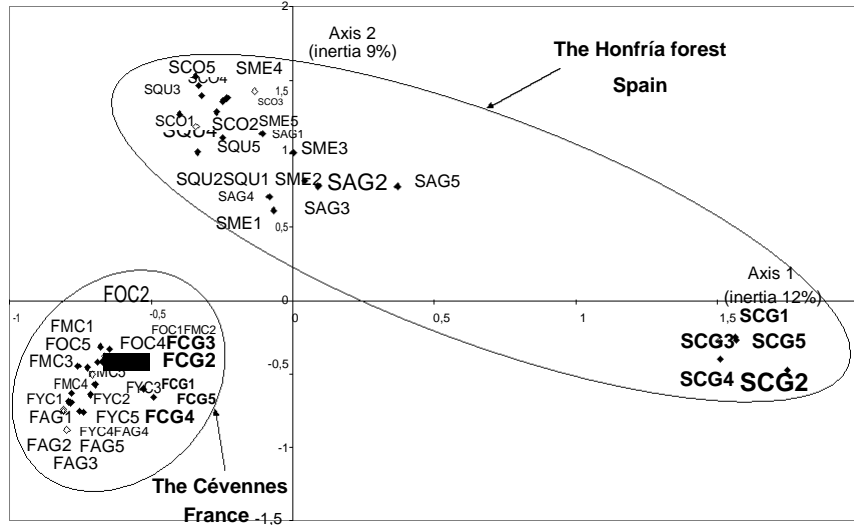 2
Axis 2
(inertia 9%)
The Honfría forest
Spain
SCO5
SCO4
SME4
SQU3
1,5
SCO3
SCO1
SCO2
SME5
SQU4
SAG1
SQU5
1
SME3
SQU2
SQU1
SME2
SAG2
SAG5
SAG4
SAG3
SME1
0,5
Axis 1
(inertia 12%)
-1
-0,5
0
0,5
1
1,5
2
FOC2
SCG1
FMC1
FOC1
FMC2
FOC5
FOC4
FCG3
SCG3
SCG5
FMC3
FCG2
-0,5
FMC5
SCG4
SCG2
FMC4
FYC3
FCG1
FYC1
FYC2
FCG5
FAG1
FYC5
FCG4
FYC4
FAG4
FAG2
FAG5
-1
FAG3
The Cévennes
France
-1,5